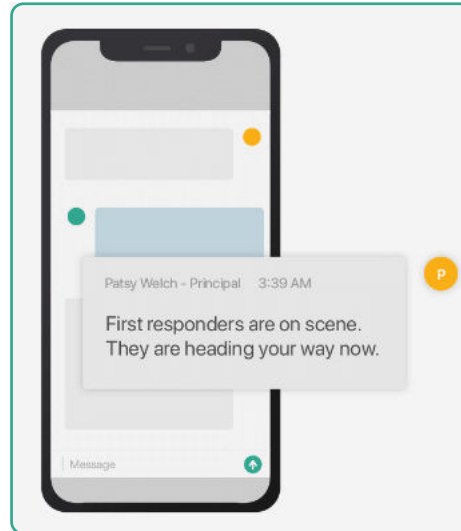 Patsy Welch - Principal 3:39 AM
P
First responders are on scene.
They are heading your way now.
Message